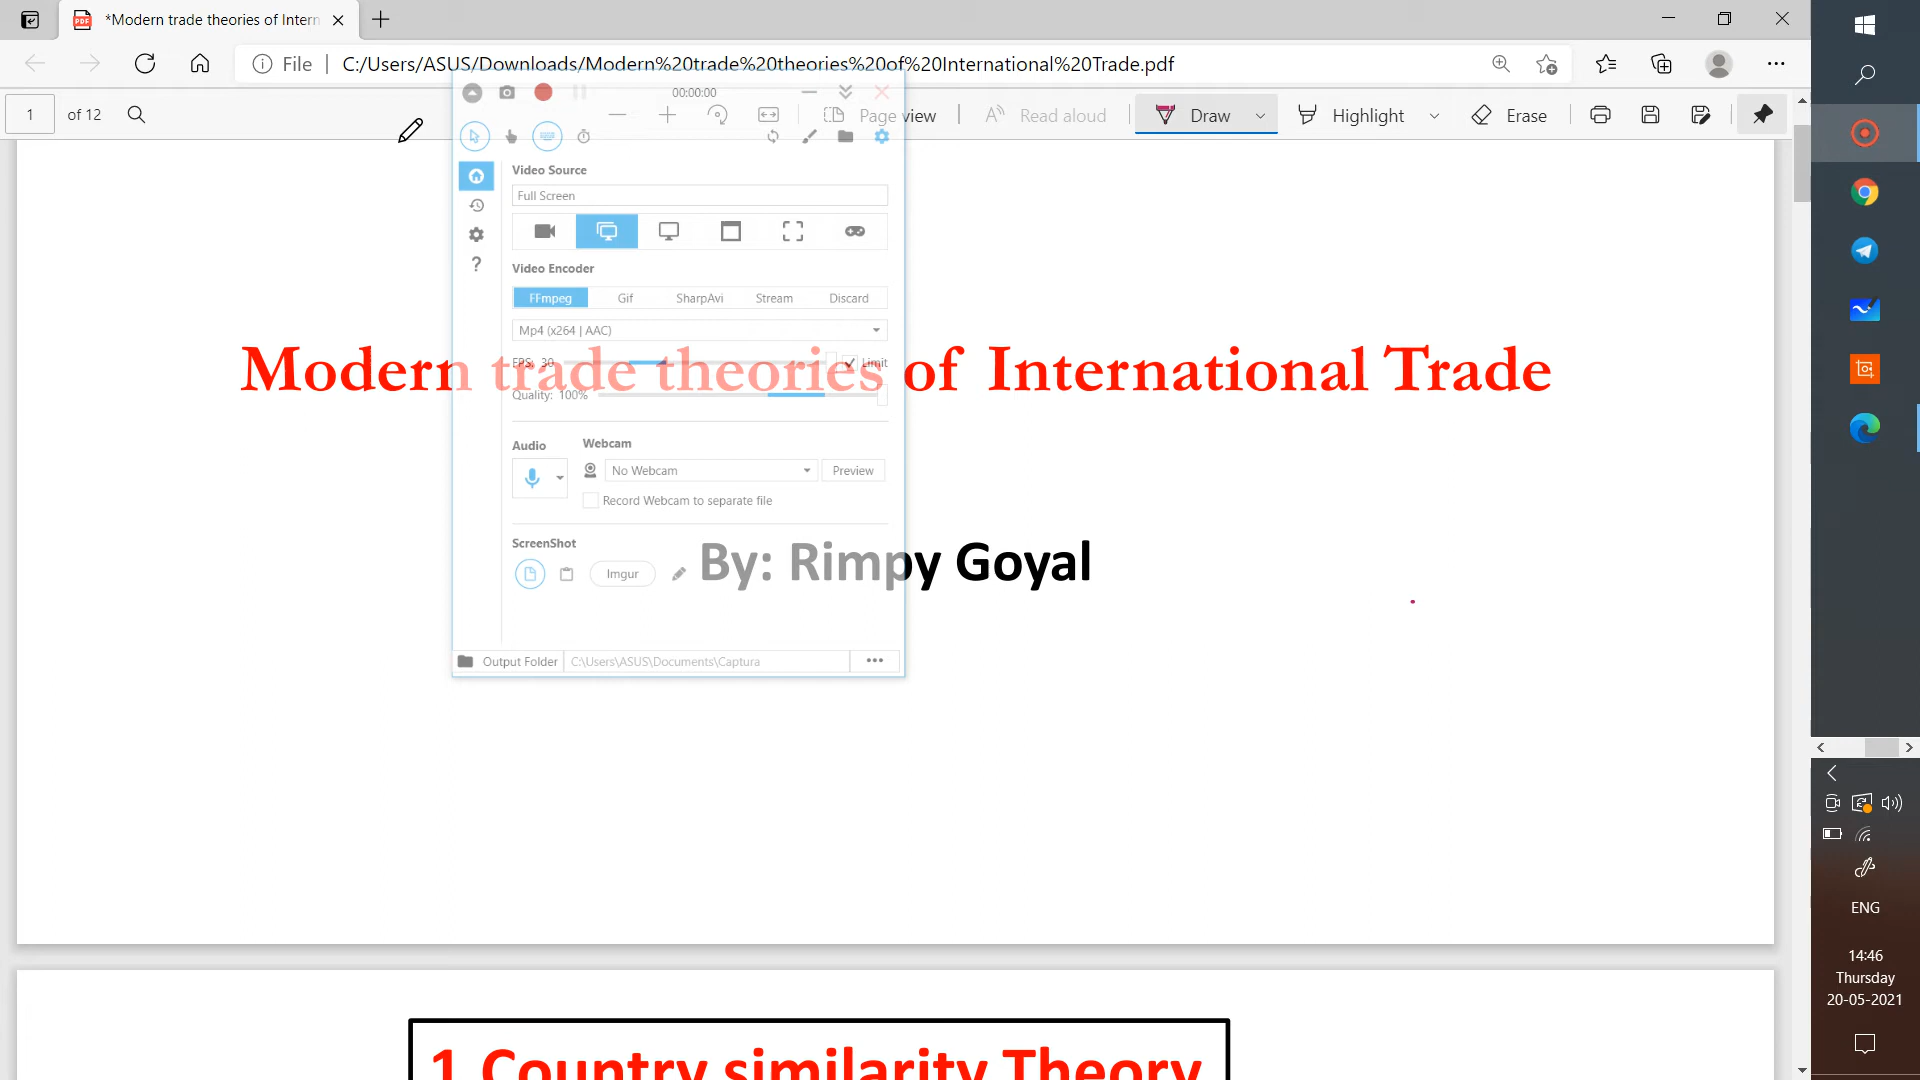 *Modern trade theories of Intern
File
C:/Users/ASUS/Downloads/Modern%20trade%20theories%20of%20International%20Trade.pdf
1 of 12
00:00:00
Page view
Read aloud
Draw
Highlight
Erase
Video Source
Full Screen
Video Encoder
FFmpeg Gif SharpAvi Stream Discard
Mp4 (x264 | AAC)
FPS: 30
Limit
Modern trade theories of International Trade
Quality: 100%
Audio
Webcam
No Webcam
Preview
Record Webcam to separate file
ScreenShot
Imgur
By: Rimpy Goyal
Output Folder
C:\Users\ASUS\Documents\Captura
1.Country similarity Theory
ENG
14:46
Thursday
20-05-2021